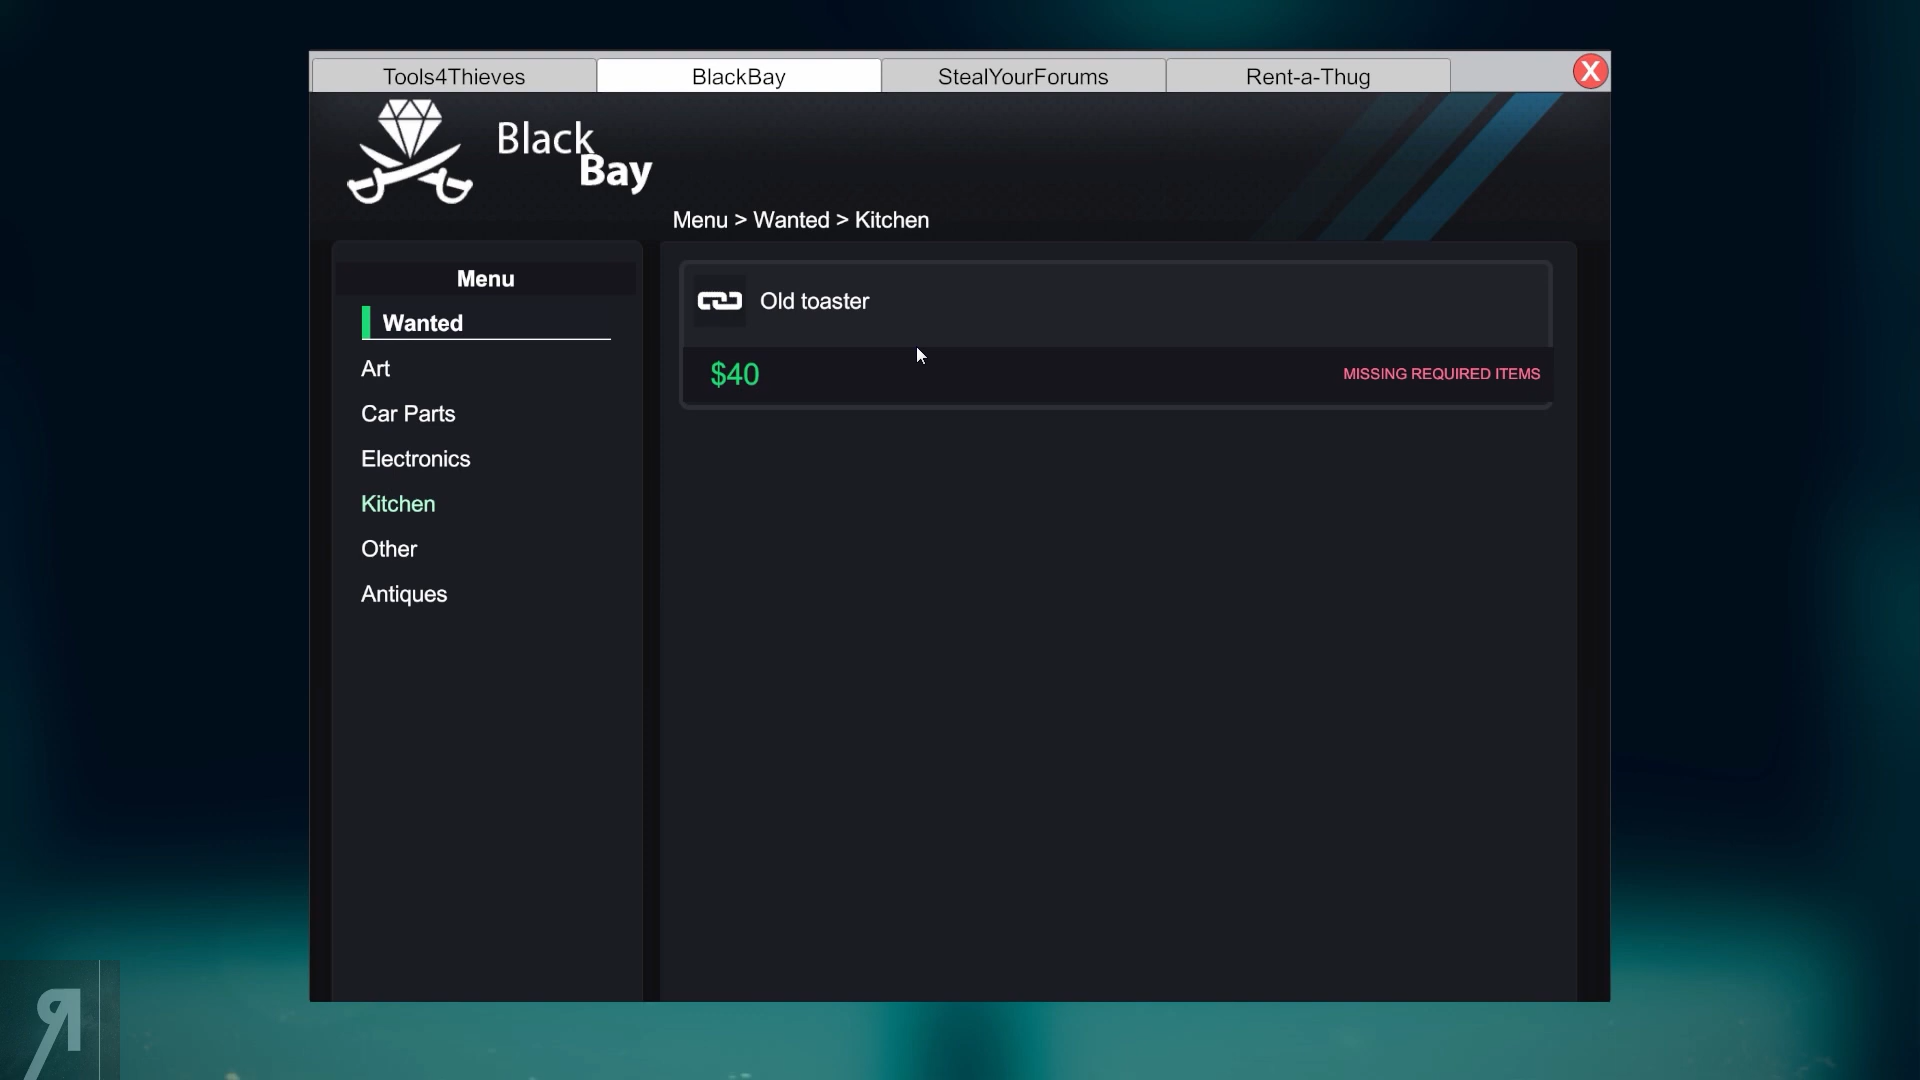 Tools4Thieves
BlackBay
StealYourForums
Rent-a-Thug
X
Black
Bay
Menu > Wanted > Kitchen
Menu
Wanted
Art
Car Parts
Electronics
Kitchen
Other
Antiques
Old toaster
$40
MISSING REQUIRED ITEMS